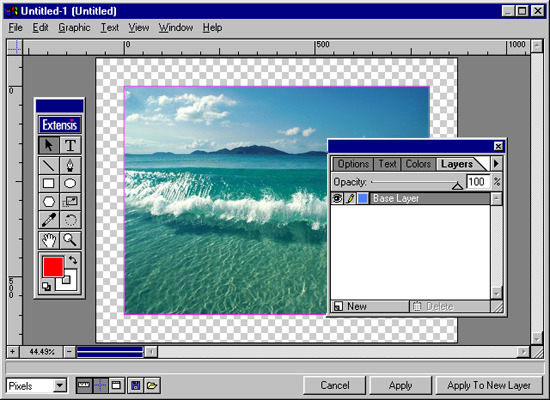 Untitled-1 (Untitled)
File Edit Graphic Text View Window Help
0 500 1000
0
Extensis
T
Options Text Colors Layers
Opacity: 100 %
Base Layer
New Delete
500
44.49%
Pixels Cancel Apply Apply To New Layer